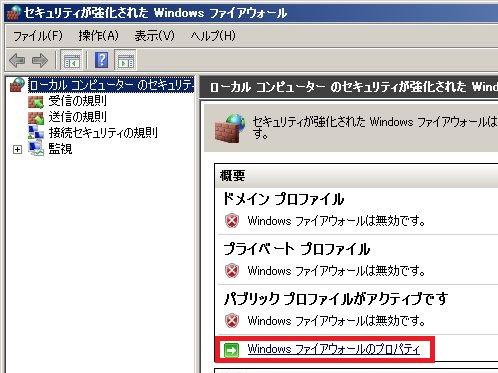 セキュリティが強化された Windows ファイアウォール
ファイル(F) 操作(A) 表示(V) ヘルプ(H)
ローカル コンピューター のセキュリテ
受信の規則
送信の規則
接続セキュリティの規則
監視
ローカル コンピューター のセキュリティが強化された Wind
セキュリティが強化された Windows ファイアウォールは
す。
概要
ドメイン プロファイル
Windows ファイアウォールは無効です。
プライベート プロファイル
Windows ファイアウォールは無効です。
パブリック プロファイルがアクティブです
Windows ファイアウォールは無効です。
Windows ファイアウォールのプロパティ